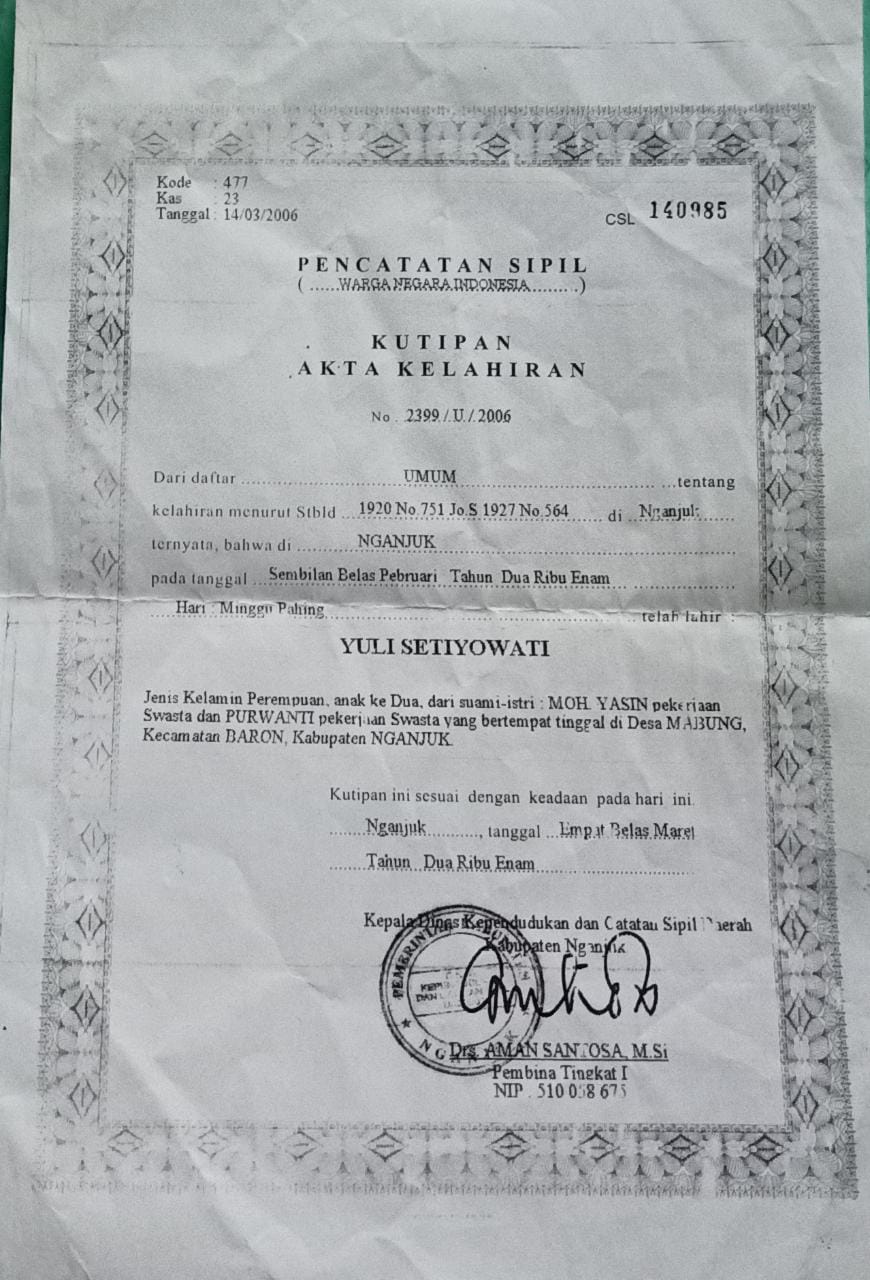 Kode : 477
Kas : 23
Tanggal : 14/03/2006
CSL 140985
PENCATATAN SIPIL
( ......WARGA NEGARA INDONESIA.........)
KUTIPAN
AKTA KELAHIRAN
No . 2399 / U / 2006
Dari daftar ........ UMUM ........ tentang
kelahiran menurut Stbld ... 1920 No.751 Jo.S 1927 No.564 ... di .. Nganjuk ......
ternyata, bahwa di ........... NGANJUK ...........
pada tanggal ... Sembilan Belas Pebruari Tahun Dua Ribu Enam ...........
...... Hari : Minggu Pahing ........... telah lahir :
YULI SETIYOWATI
Jenis Kelamin Perempuan, anak ke Dua, dari suami-istri : MOH. YASIN pekerjaan
Swasta dan PURWANTI pekerjaan Swasta yang bertempat tinggal di Desa MABUNG,
Kecamatan BARON, Kabupaten NGANJUK
Kutipan ini sesuai dengan keadaan pada hari ini.
........ Nganjuk ..........., tanggal ... Empat Belas Maret
........ Tahun Dua Ribu Enam ...........
Kepala Dinas Kependudukan dan Catatan Sipil Daerah
Kabupaten Nganjuk
PEMERINTAH
NGANJUK
Drs. AMAN SANTOSA, M.Si
Pembina Tingkat I
NIP . 510 058 675